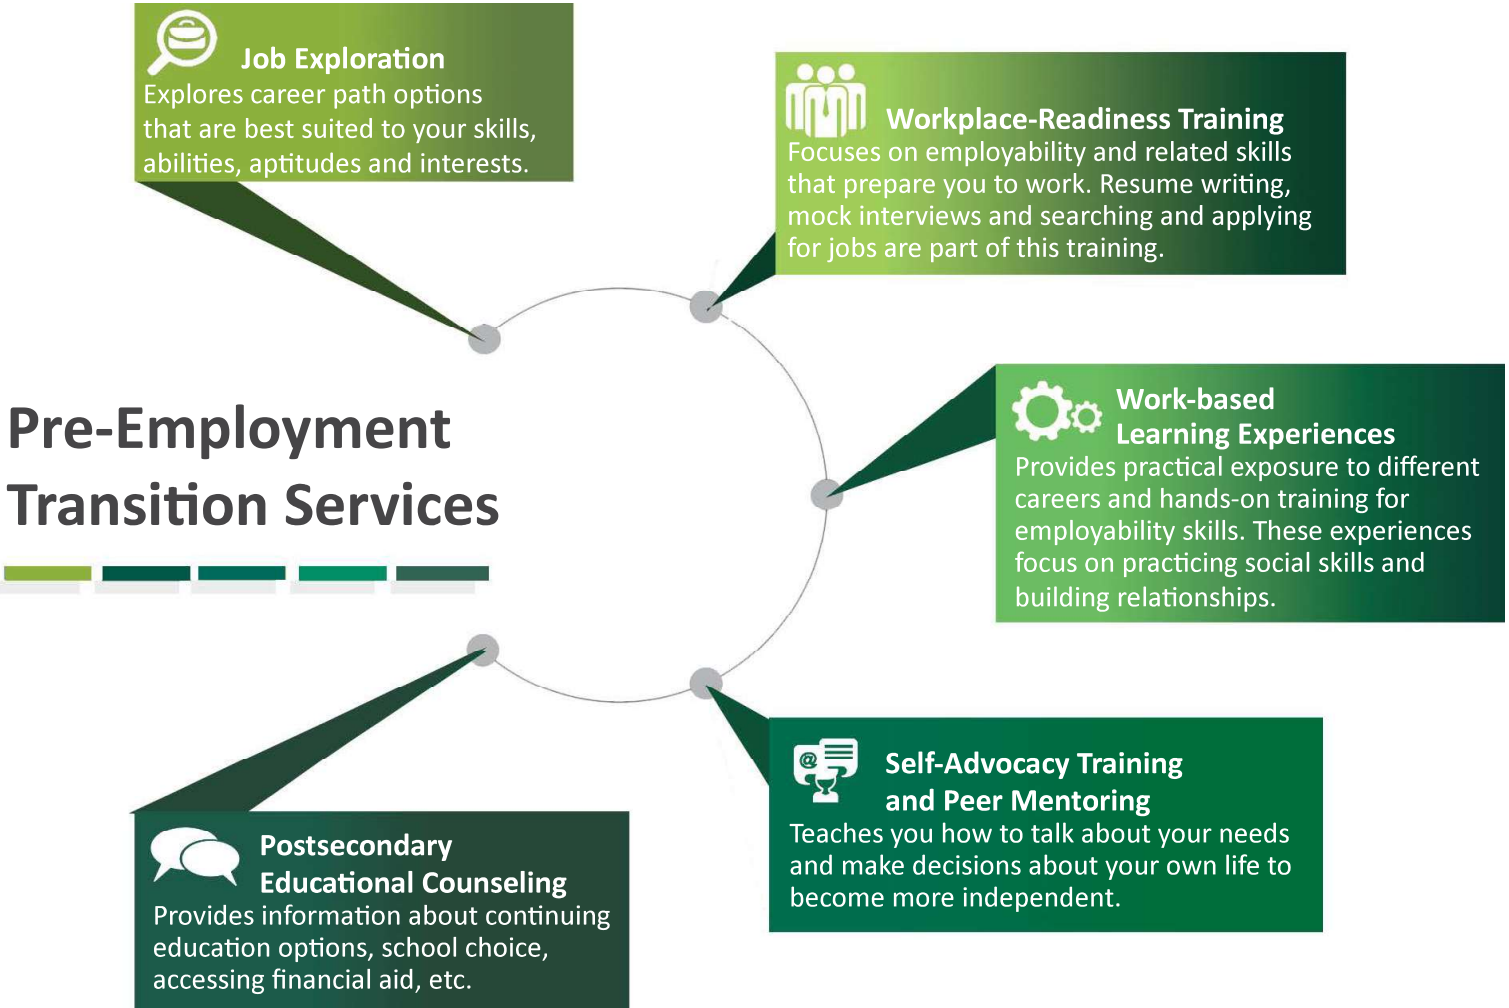 Job Exploration
Explores career path options
that are best suited to your skills,
abilities, aptitudes and interests.
Workplace-Readiness Training
Focuses on employability and related skills
that prepare you to work. Resume writing,
mock interviews and searching and applying
for jobs are part of this training.
Pre-Employment
Transition Services
Work-based
Learning Experiences
Provides practical exposure to different
careers and hands-on training for
employability skills. These experiences
focus on practicing social skills and
building relationships.
@
Self-Advocacy Training
and Peer Mentoring
Teaches you how to talk about your needs
and make decisions about your own life to
become more independent.
Postsecondary
Educational Counseling
Provides information about continuing
education options, school choice,
accessing financial aid, etc.